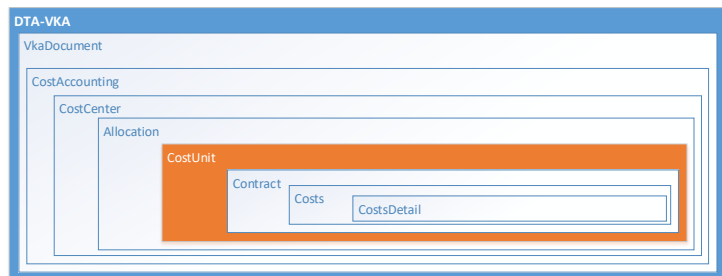 DTA-VKA
VkaDocument
CostAccounting
CostCenter
Allocation
CostUnit
Contract
Costs
CostsDetail